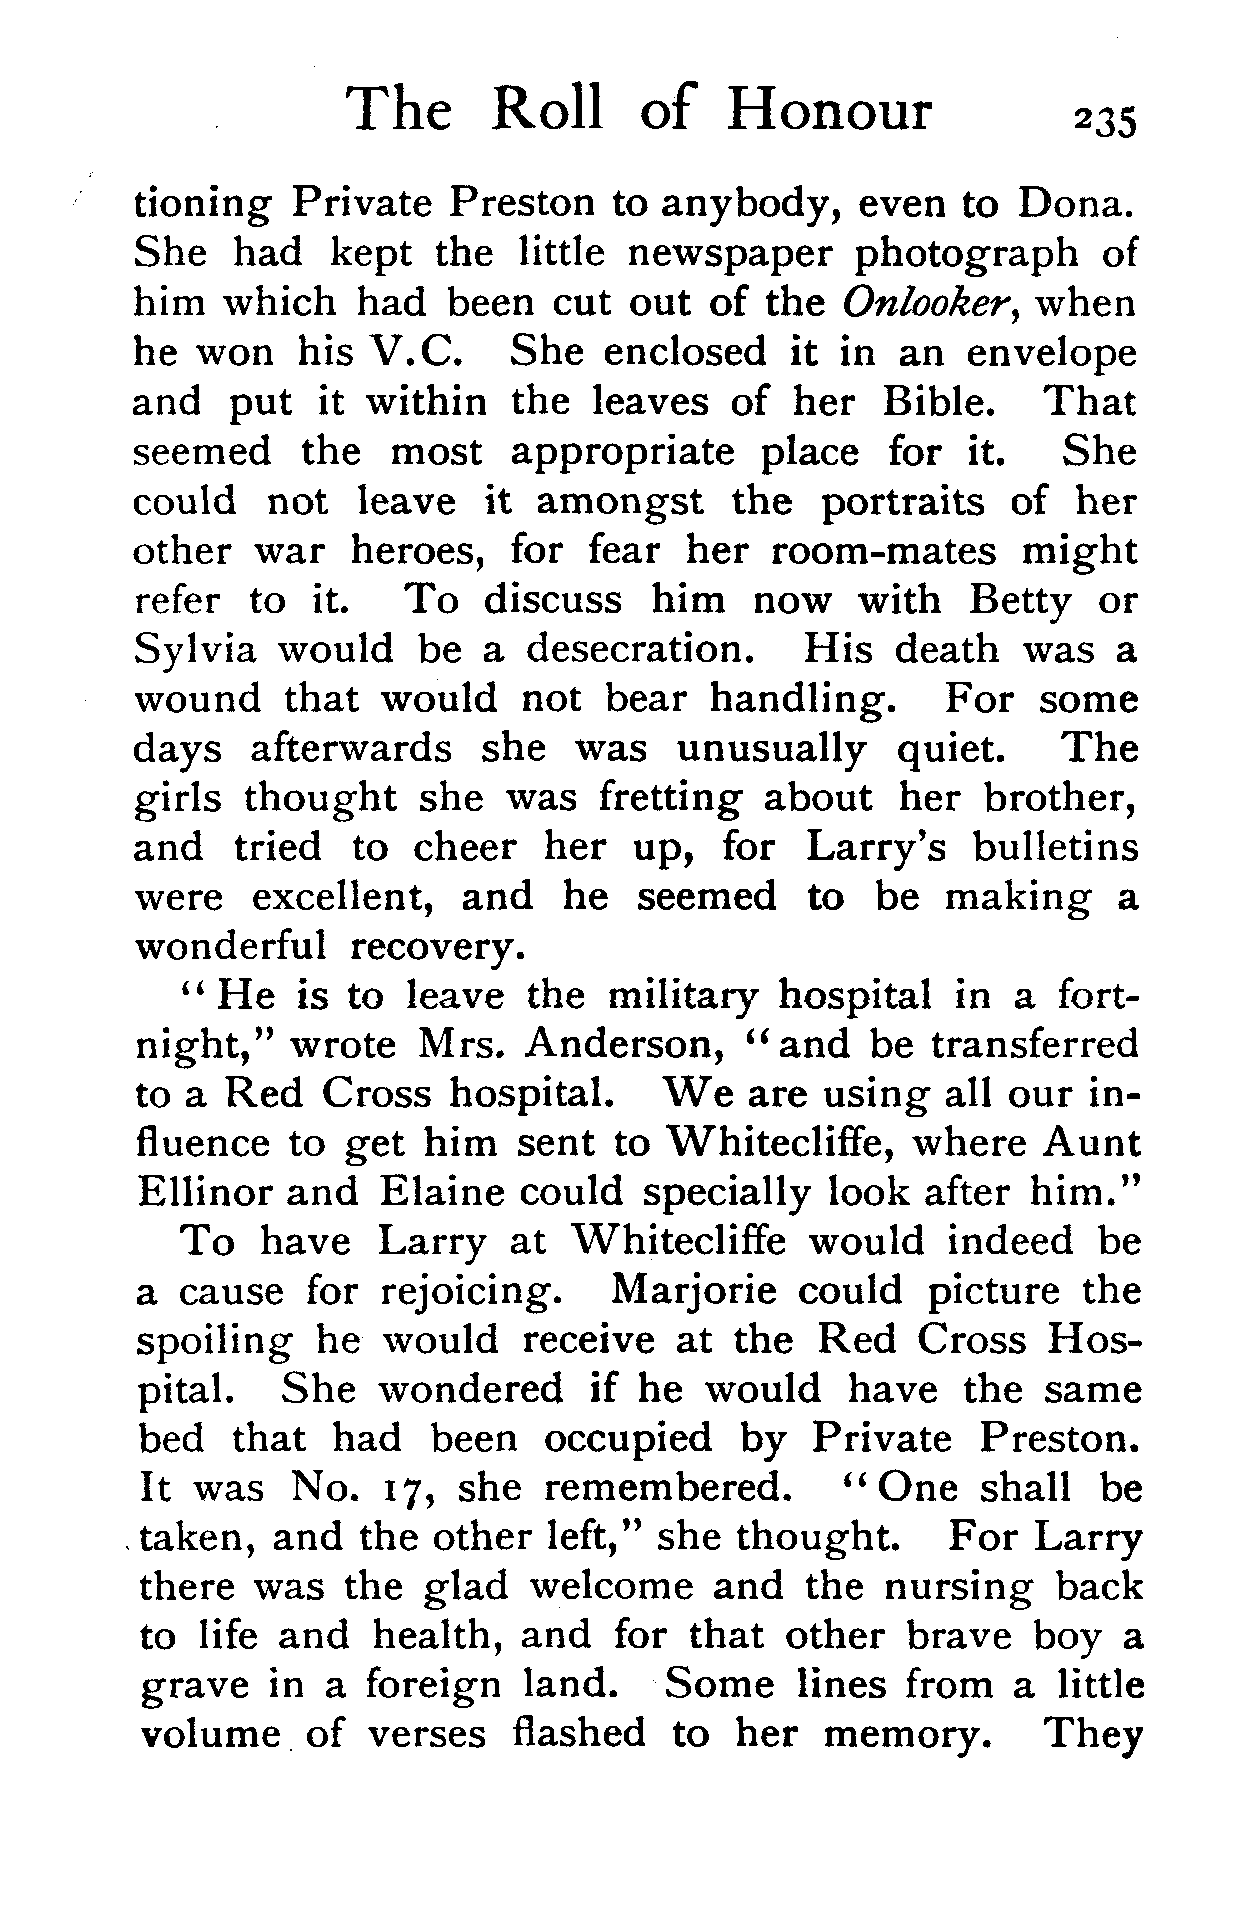 The Roll of Honour 235
tioning Private Preston to anybody, even to Dona.
She had kept the little newspaper photograph of
him which had been cut out of the Onlooker, when
he won his V.C. She enclosed it in an envelope
and put it within the leaves of her Bible. That
seemed the most appropriate place for it. She
could not leave it amongst the portraits of her
other war heroes, for fear her room-mates might
refer to it. To discuss him now with Betty or
Sylvia would be a desecration. His death was a
wound that would not bear handling. For some
days afterwards she was unusually quiet. The
girls thought she was fretting about her brother,
and tried to cheer her up, for Larry's bulletins
were excellent, and he seemed to be making a
wonderful recovery.
“He is to leave the military hospital in a fort-
night,” wrote Mrs. Anderson, “and be transferred
to a Red Cross hospital. We are using all our in-
fluence to get him sent to Whitecliffe, where Aunt
Ellinor and Elaine could specially look after him.”
To have Larry at Whitecliffe would indeed be
a cause for rejoicing. Marjorie could picture the
spoiling he would receive at the Red Cross Hos-
pital. She wondered if he would have the same
bed that had been occupied by Private Preston.
It was No. 17, she remembered. “One shall be
taken, and the other left,” she thought. For Larry
there was the glad welcome and the nursing back
to life and health, and for that other brave boy a
grave in a foreign land. Some lines from a little
volume of verses flashed to her memory. They